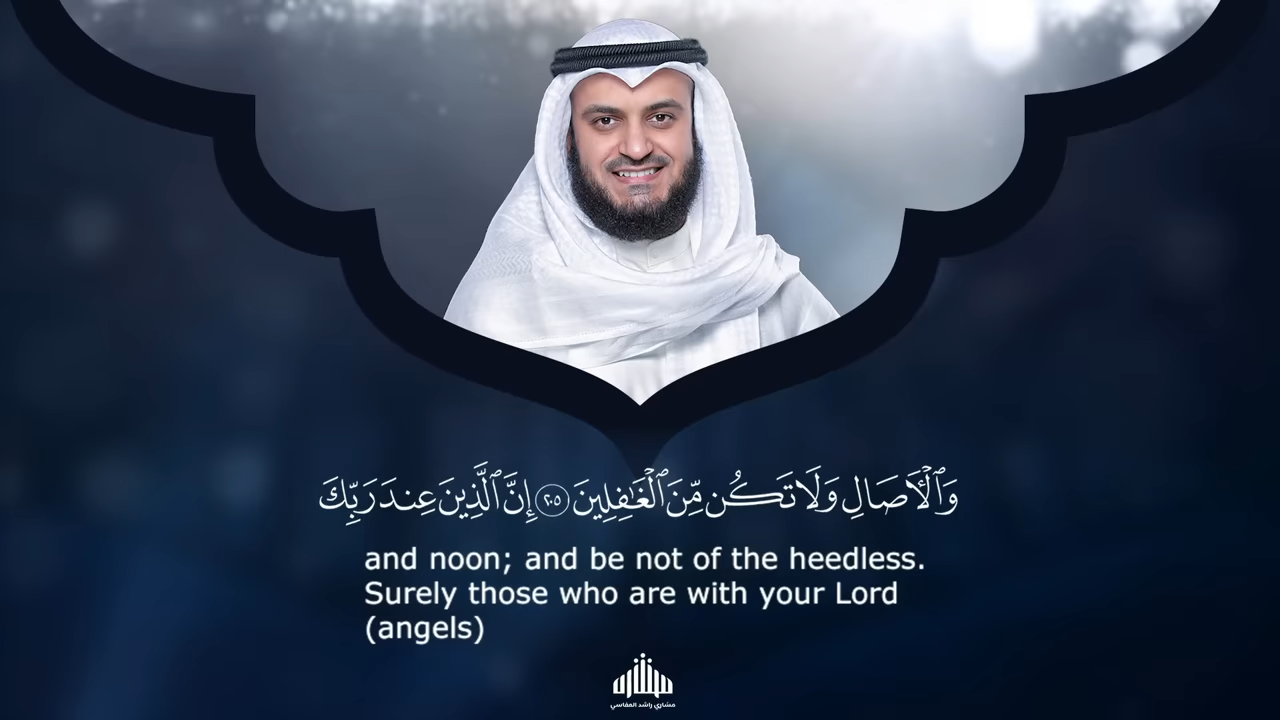 وَٱلْأٓصَالِ وَلَا تَكُن مِّنَ ٱلْغَٰفِلِينَ ٢٠٥ إِنَّ ٱلَّذِينَ عِندَ رَبِّكَ
and noon; and be not of the heedless.
Surely those who are with your Lord
(angels)
مشاري راشد العفاسي